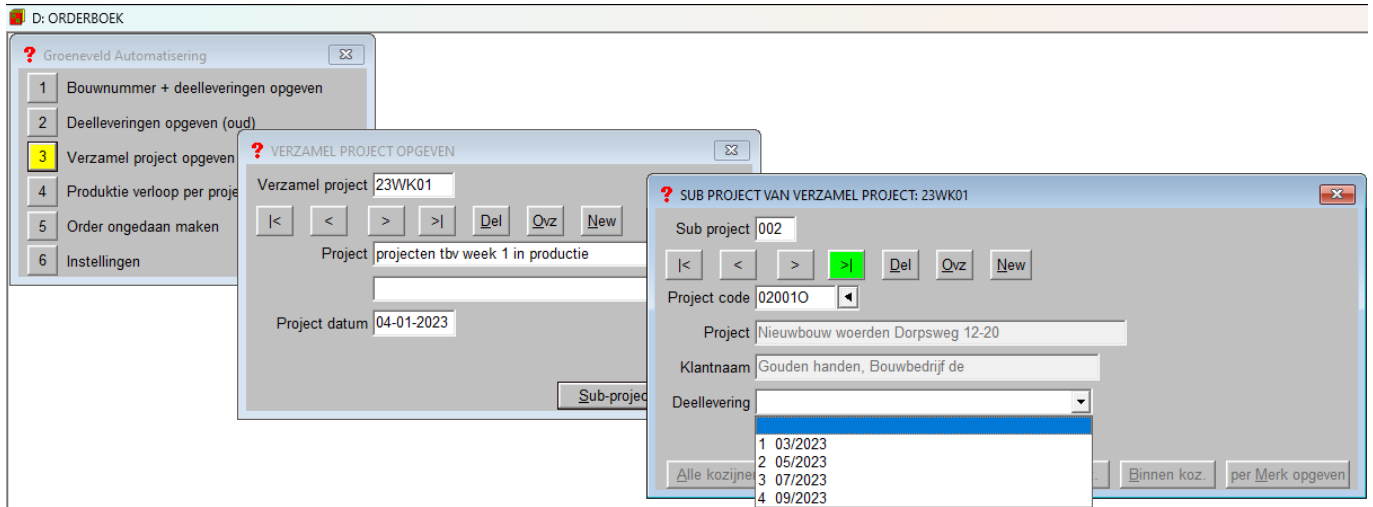 D: ORDERBOEK
? Groeneveld Automatisering
1 Bouwnummer + deelleveringen opgeven
2 Deelleveringen opgeven (oud)
3 Verzamel project opgeven
4 Produktie verloop per proje
5 Order ongedaan maken
6 Instellingen
? VERZAMEL PROJECT OPGEVEN
Verzamel project 23WK01
|< < > >| Del Ovz New
Project projecten tbv week 1 in productie
Project datum 04-01-2023
Sub-projec
? SUB PROJECT VAN VERZAMEL PROJECT: 23WK01
Sub project 002
|< < > >| Del Ovz New
Project code 02001O
Project Nieuwbouw woerden Dorpsweg 12-20
Klantnaam Gouden handen, Bouwbedrijf de
Deellevering
1 03/2023
2 05/2023
3 07/2023
4 09/2023
Alle kozijne z. Binnen koz. per Merk opgeven